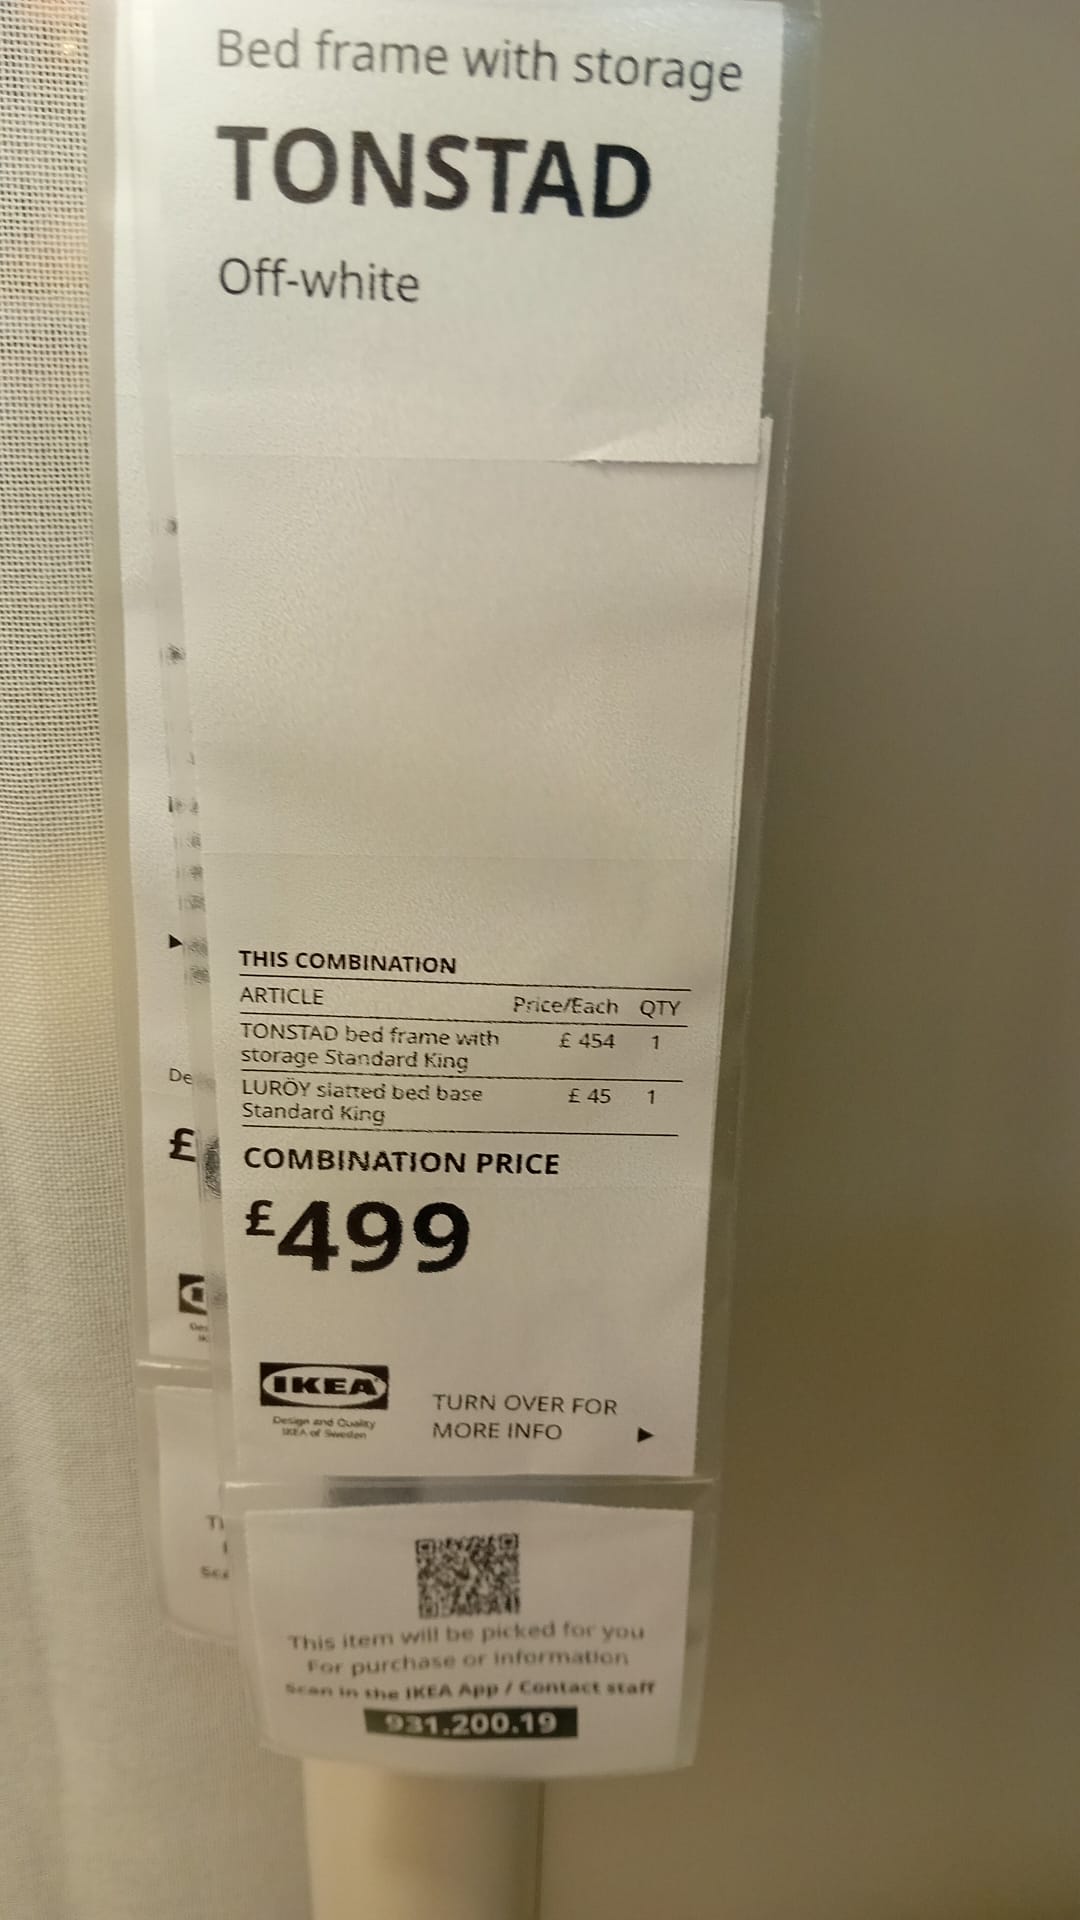 Bed frame with storage
TONSTAD
Off-white
THIS COMBINATION
ARTICLE Price/Each QTY
TONSTAD bed frame with £ 454 1
storage Standard King
LURÖY slatted bed base £ 45 1
Standard King
COMBINATION PRICE
£499
IKEA
Design and Quality
IKEA of Sweden
TURN OVER FOR
MORE INFO
This item will be picked for you
For purchase or information
Scan in the IKEA App / Contact staff
931.200.19
De
£